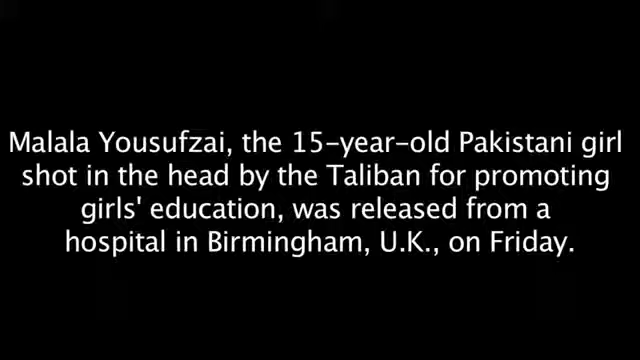 Malala Yousufzai, the 15-year-old Pakistani girl
shot in the head by the Taliban for promoting
girls' education, was released from a
hospital in Birmingham, U.K., on Friday.